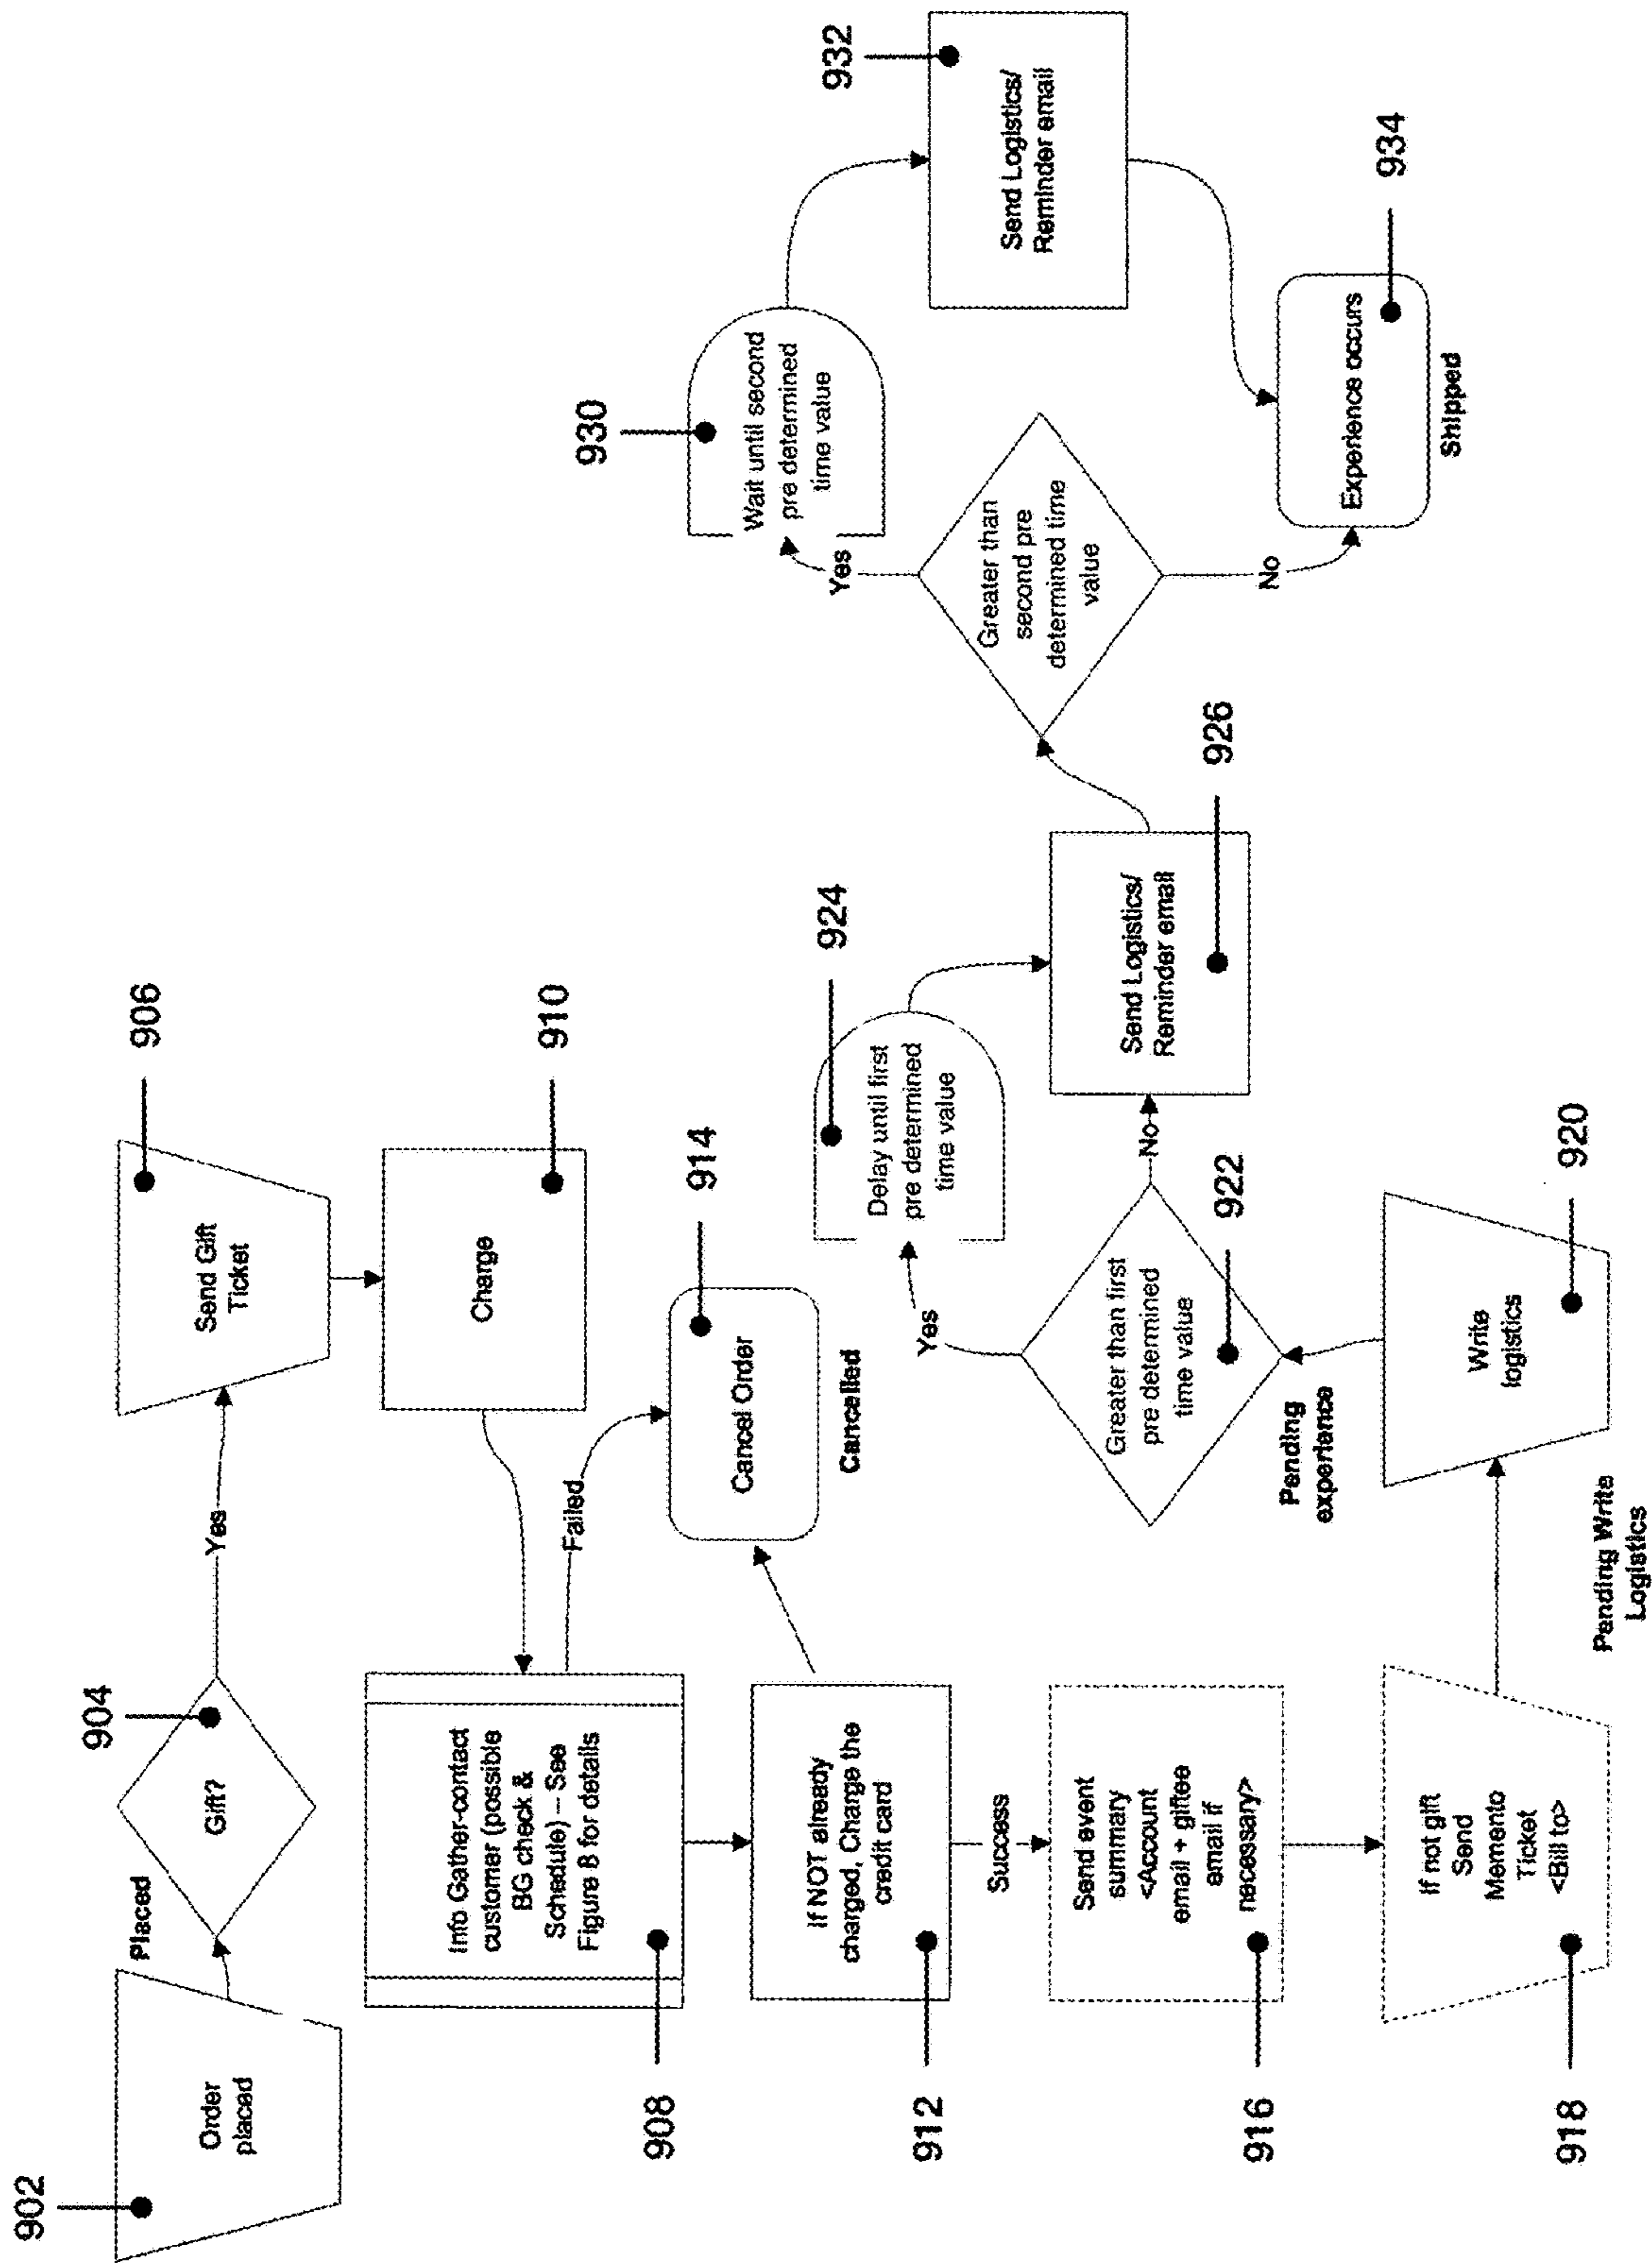 902
Order
placed
Placed
904
Gift?
Yes
906
Send Gift
Ticket
910
Charge
908
Info Gather-contact
customer (possible
BG check &
Schedule) – See
Figure B for details
Failed
914
Cancel Order
Cancelled
912
If NOT already
charged, Charge the
credit card
Success
916
Send event
summary
<Account
email + giftee
email if
necessary>
918
If not gift
Send
Memento
Ticket
<Bill to>
Pending Write
Logistics
920
Write
logistics
Pending
experience
922
Greater than first
pre determined
time value
Yes
No
924
Delay until first
pre determined
time value
926
Send Logistics/
Reminder email
Greater than
second pre
determined time
value
Yes
No
930
Wait until second
pre determined
time value
932
Send Logistics/
Reminder email
934
Experience occurs
Shipped